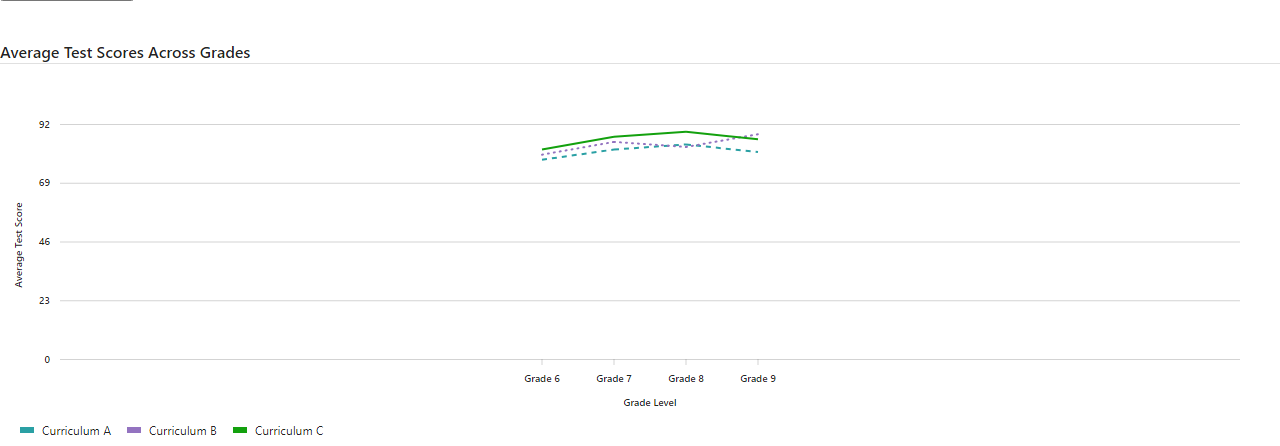 Average Test Scores Across Grades
92
69
46
23
0
Average Test Score
Grade 6 Grade 7 Grade 8 Grade 9
Grade Level
Curriculum A Curriculum B Curriculum C